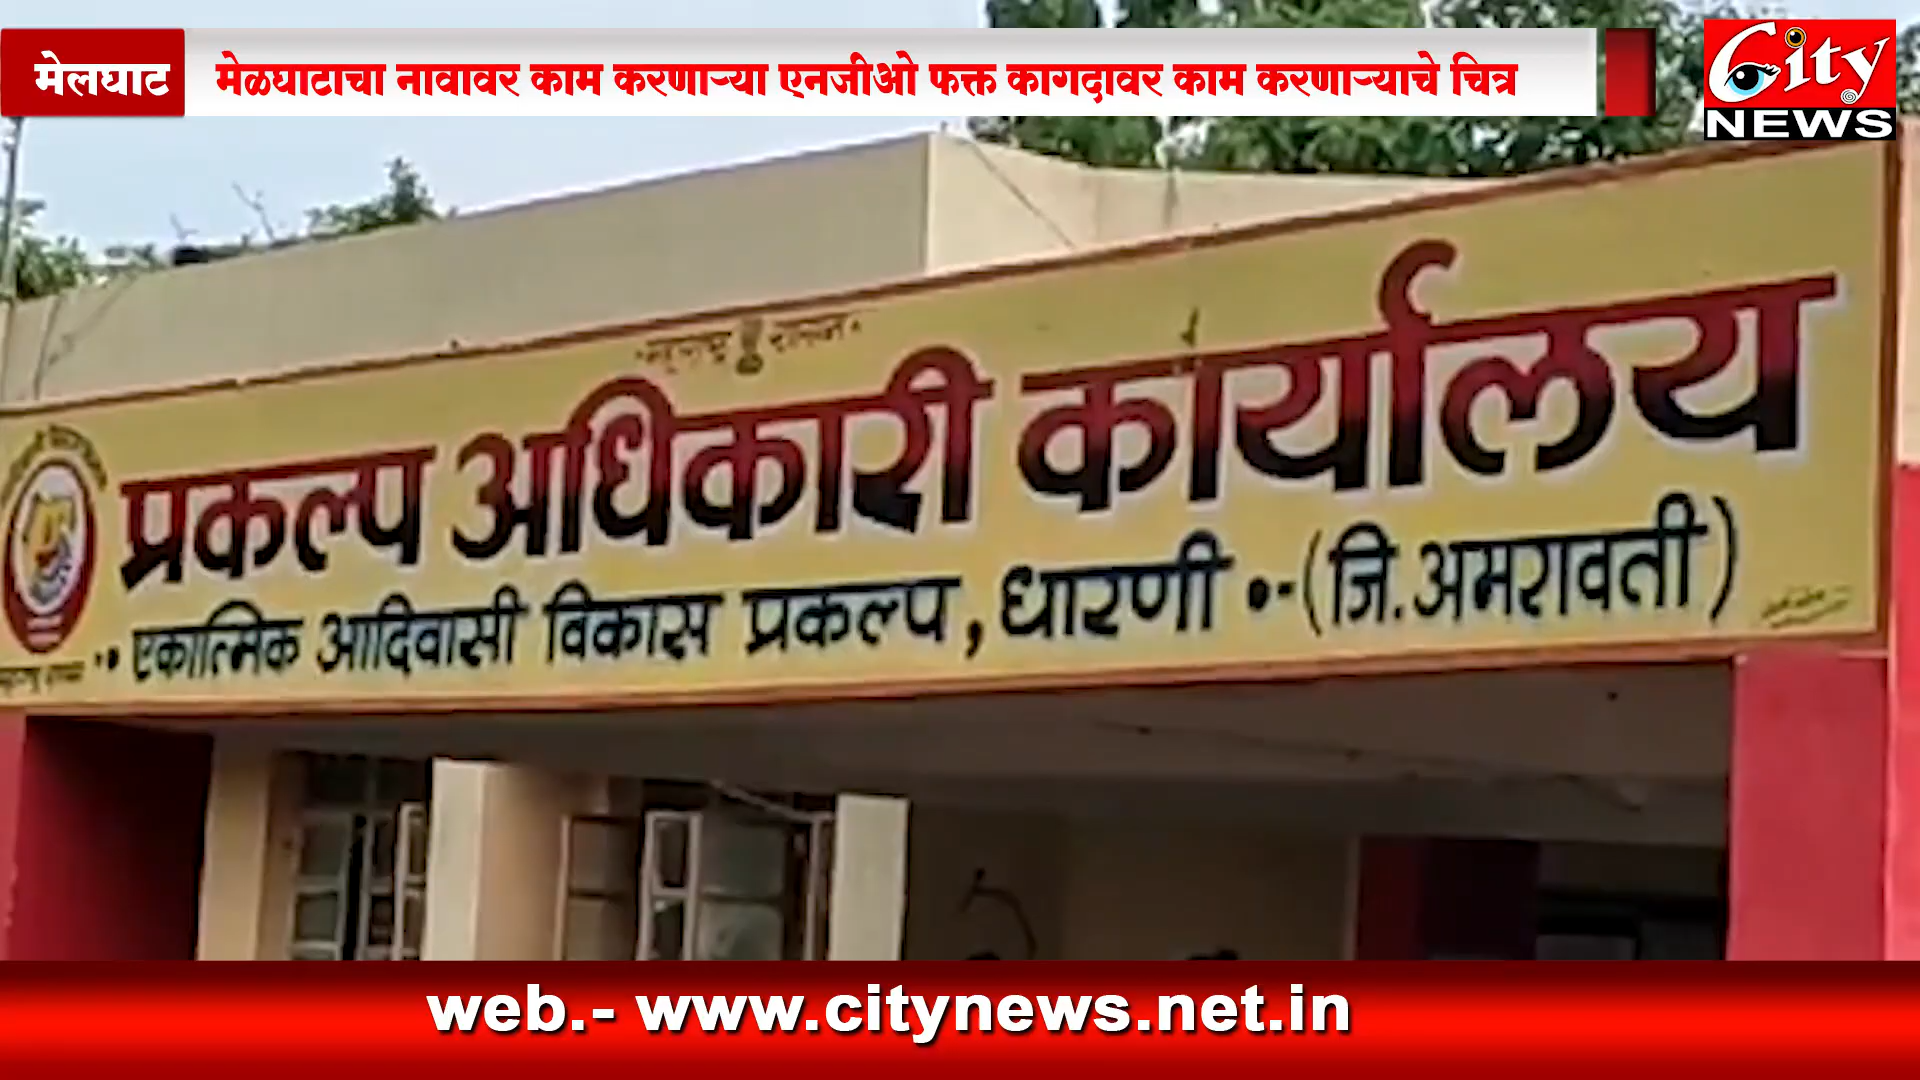 मेलघाट
मेळघाटाचा नावावर काम करणाऱ्या एनजीओ फक्त कागदावर काम करणाऱ्याचे चित्र
City
NEWS
प्रकल्प अधिकारी कार्यालय
एकात्मिक आदिवासी विकास प्रकल्प, धारणी •-(जि.अमरावती)
web.- www.citynews.net.in